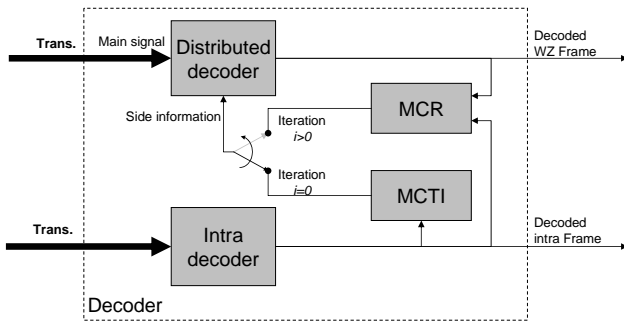 Trans.
Main signal
Distributed
decoder
Decoded
WZ Frame
Side information
Iteration
i>0
MCR
Iteration
i=0
MCTI
Trans.
Intra
decoder
Decoded
intra Frame
Decoder